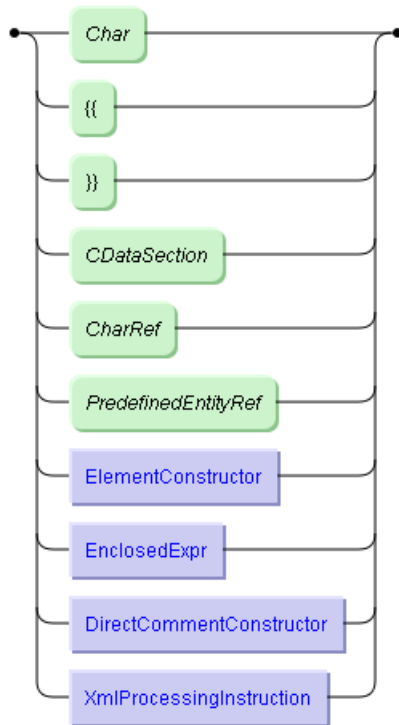 Char
{{
}}
CDataSection
CharRef
PredefinedEntityRef
ElementConstructor
EnclosedExpr
DirectCommentConstructor
XmlProcessingInstruction